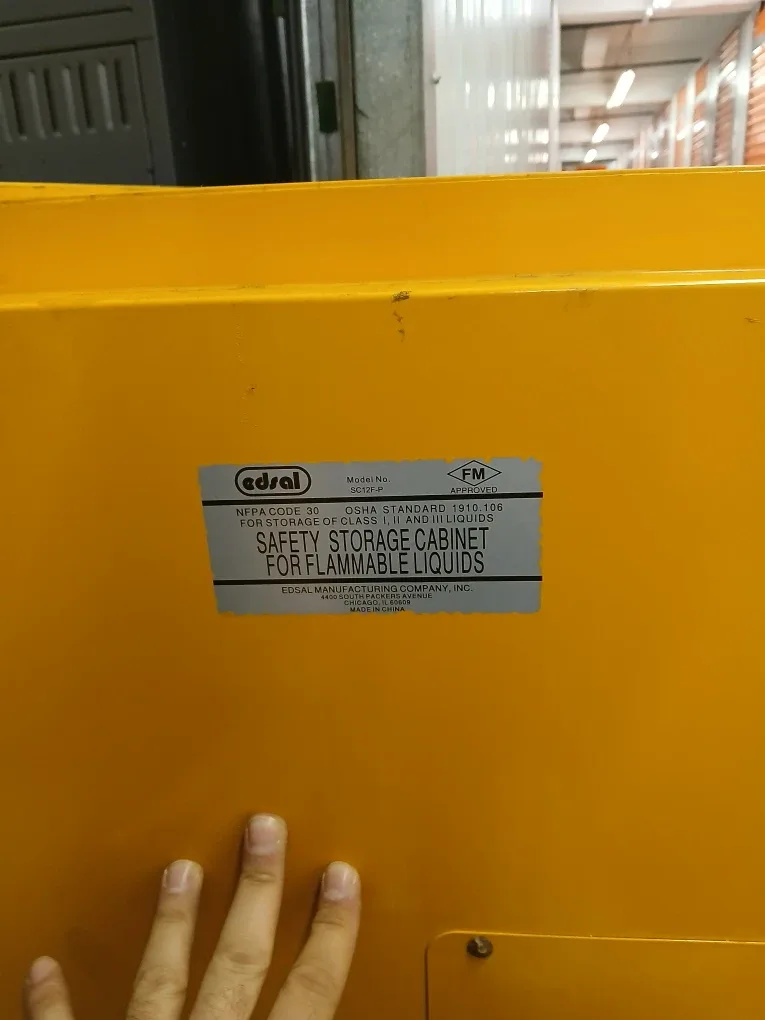 edsal
Model No.
SC12F-P
FM
APPROVED
NFPA CODE 30 OSHA STANDARD 1910.106
FOR STORAGE OF CLASS I, II AND III LIQUIDS
SAFETY STORAGE CABINET
FOR FLAMMABLE LIQUIDS
EDSAL MANUFACTURING COMPANY, INC.
4400 SOUTH PACKERS AVENUE
CHICAGO, IL 60609
MADE IN CHINA